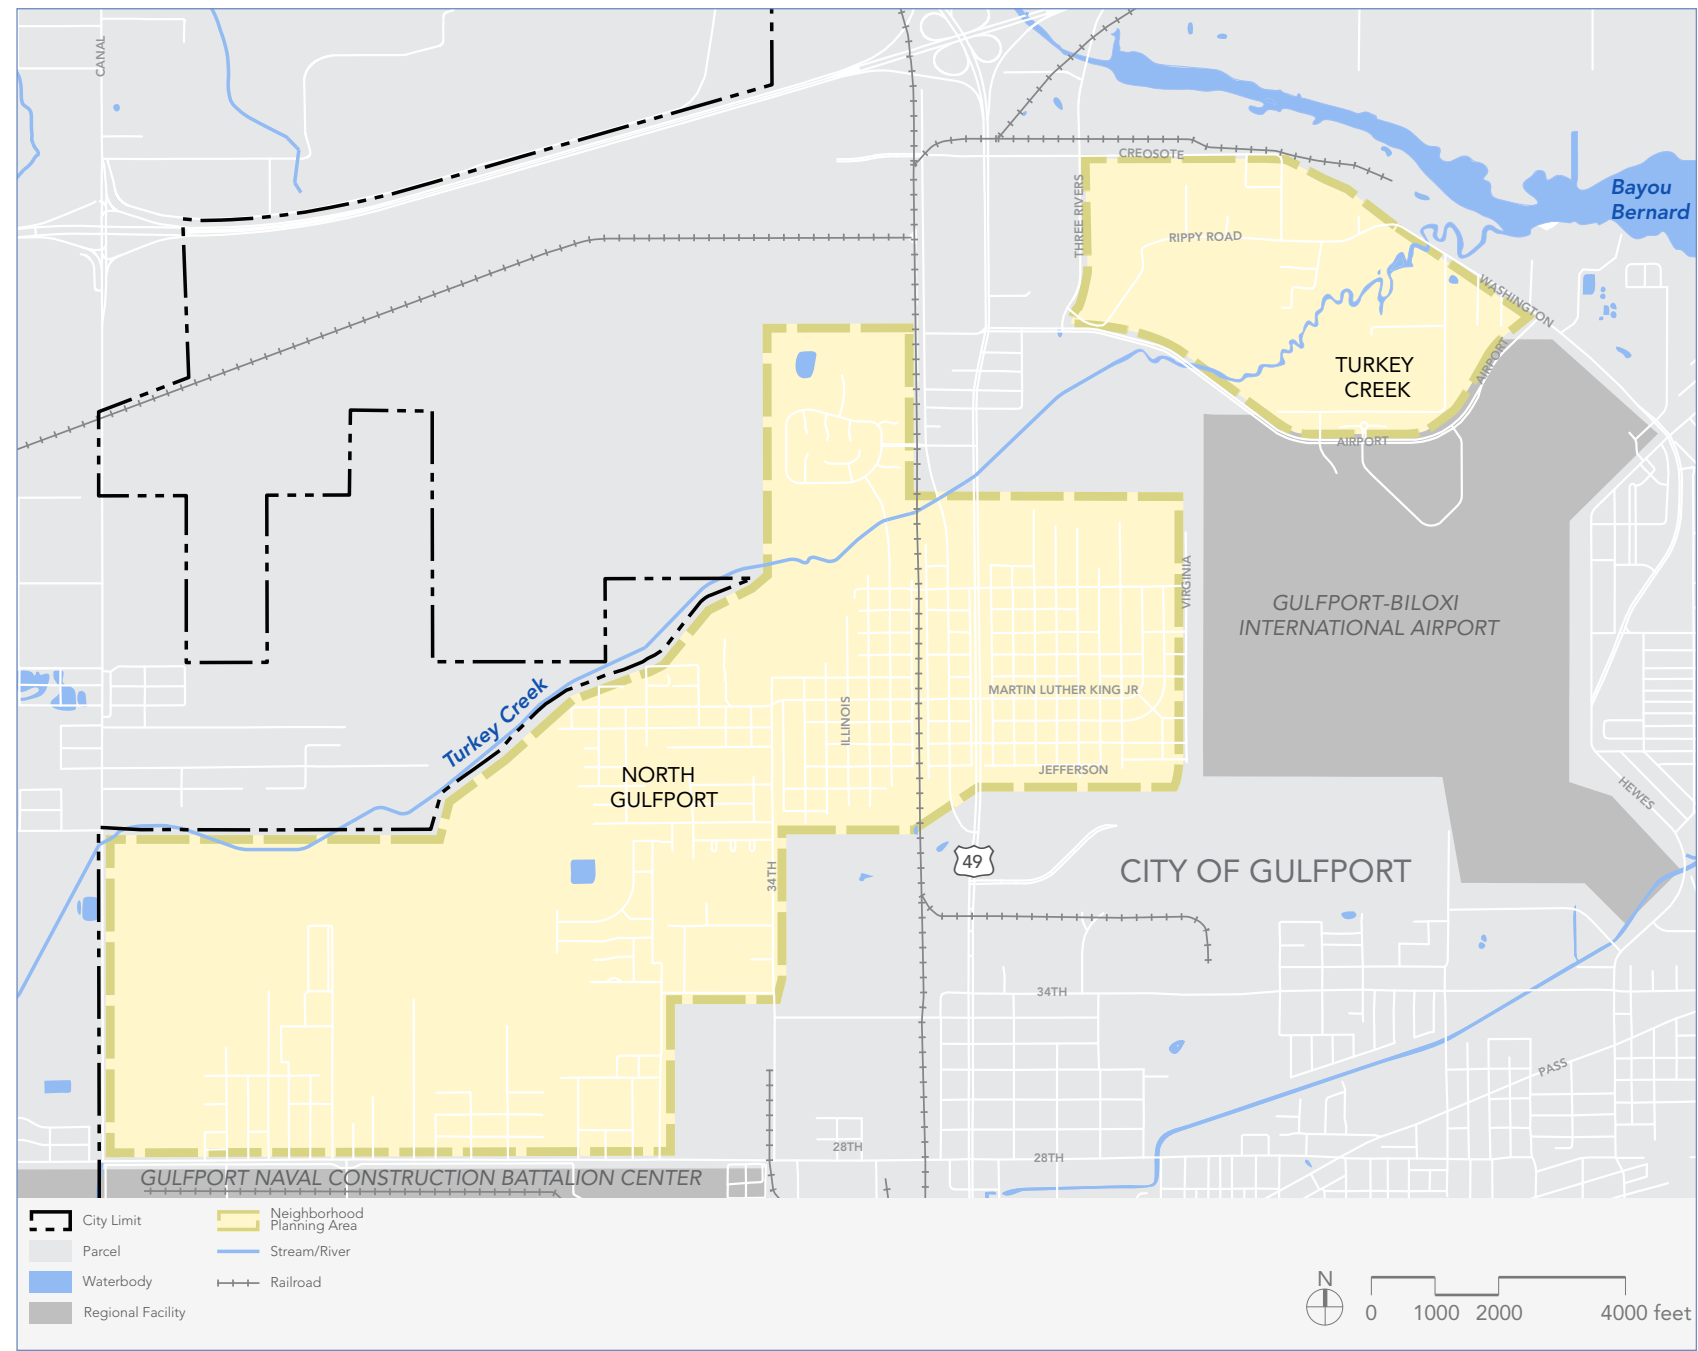 CANAL
CREOSOTE
THREE RIVERS
RIPPY ROAD
Bayou
Bernard
WASHINGTON
TURKEY
CREEK
AIRPORT
AIRPORT
VIRGINIA
GULFPORT-BILOXI
INTERNATIONAL AIRPORT
Turkey Creek
ILLINOIS
MARTIN LUTHER KING JR
NORTH
GULFPORT
JEFFERSON
HEWES
49
CITY OF GULFPORT
34TH
34TH
PASS
28TH
28TH
GULFPORT NAVAL CONSTRUCTION BATTALION CENTER
City Limit
Parcel
Waterbody
Regional Facility
Neighborhood
Planning Area
Stream/River
Railroad
N
0 1000 2000 4000 feet